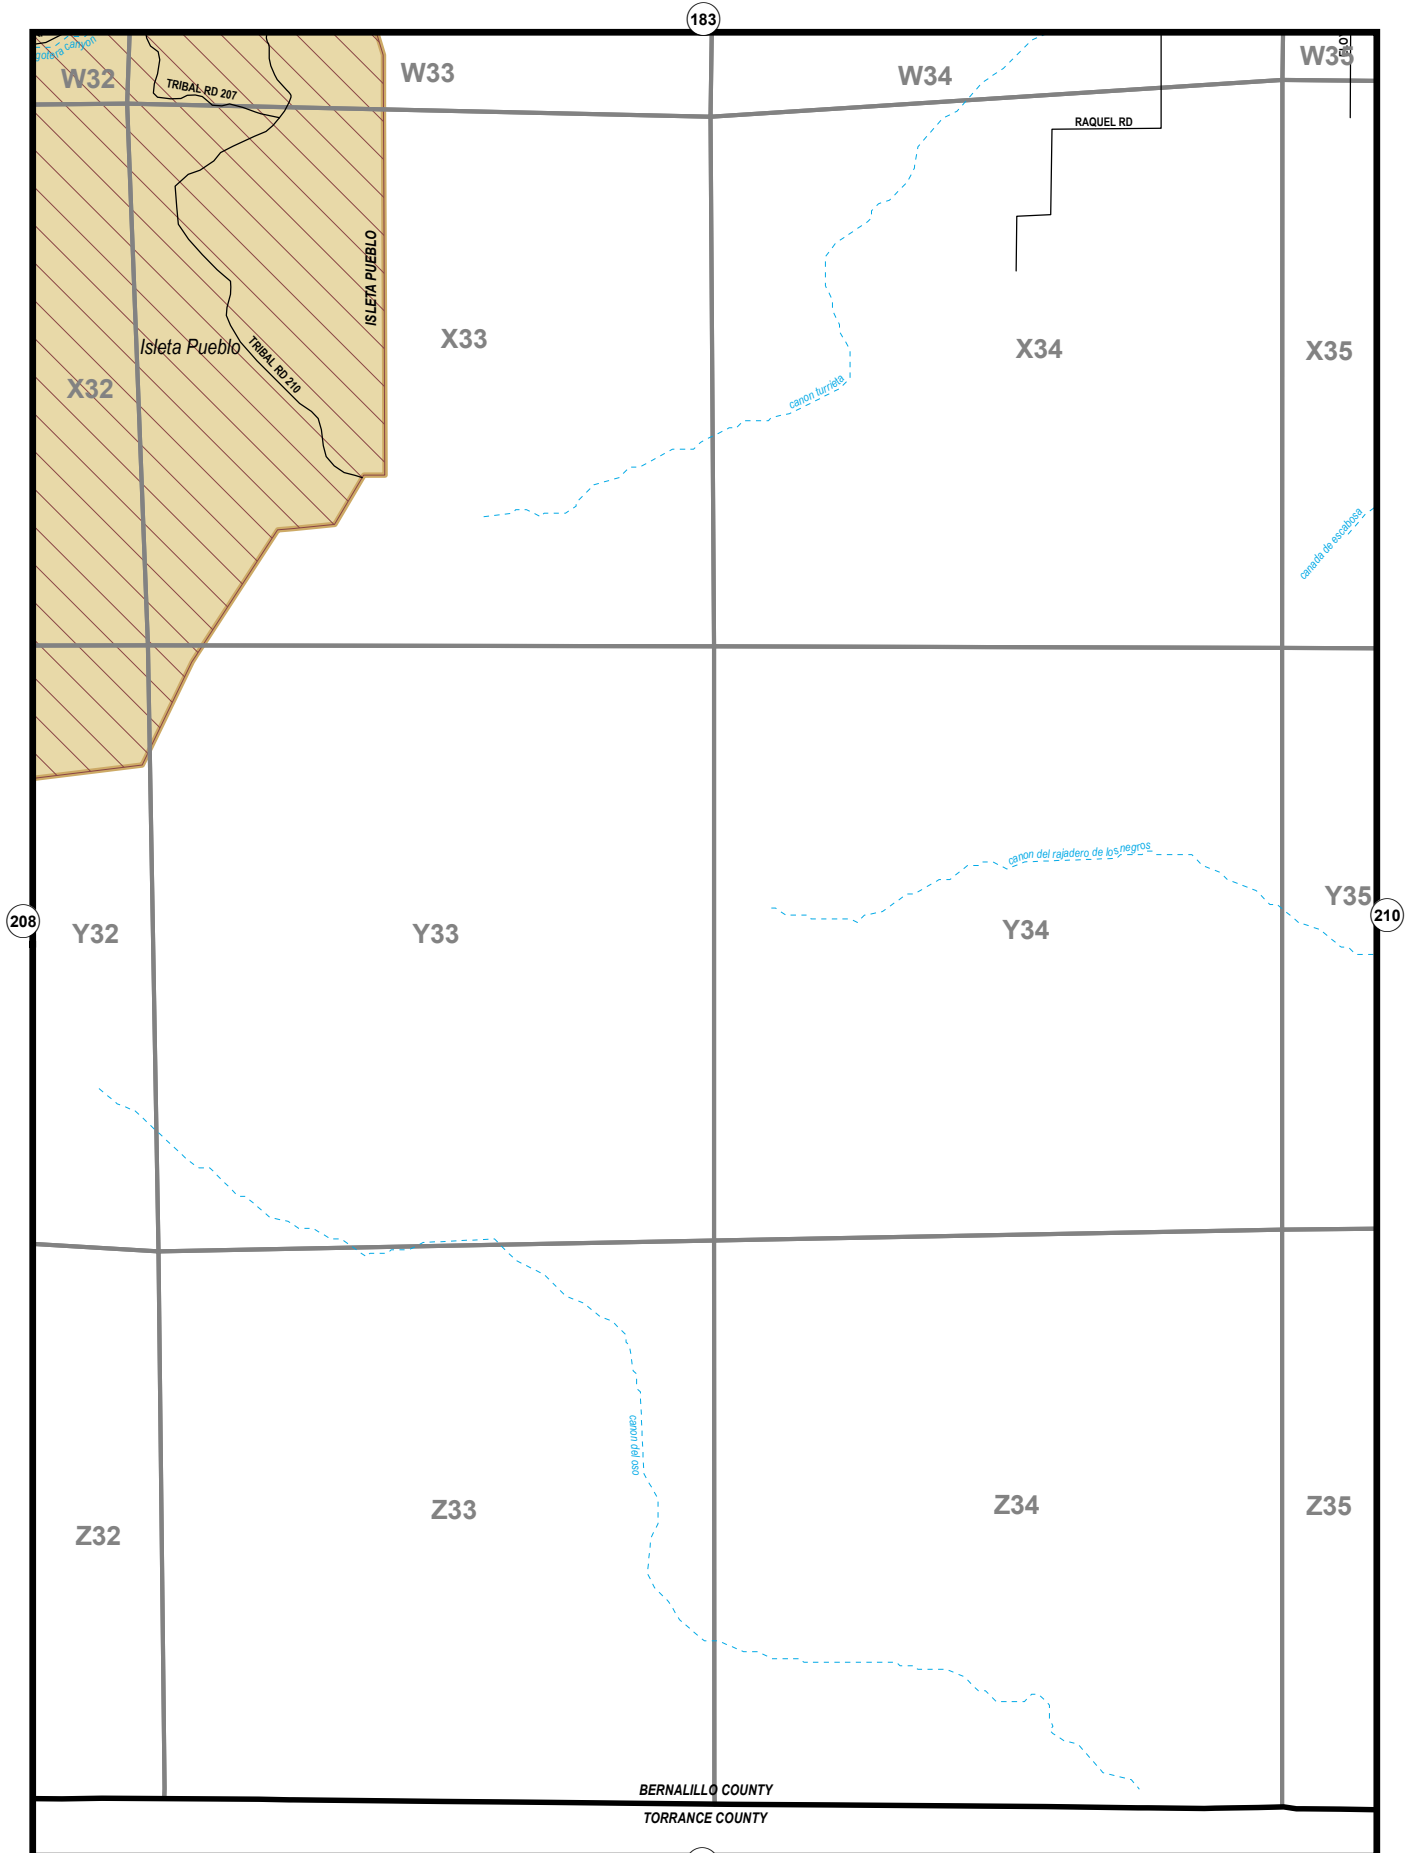 183
canyon
W32
TRIBAL RD 207
W33
W34
W35
RAQUEL RD
ISLETA PUEBLO
Isleta Pueblo
TRIBAL RD 210
X32
X33
X34
X35
canon turrieta
canada de escabosa
canon del rajadero de los negros
208
Y32
Y33
Y34
Y35
210
canon del oso
Z32
Z33
Z34
Z35
BERNALILLO COUNTY
TORRANCE COUNTY